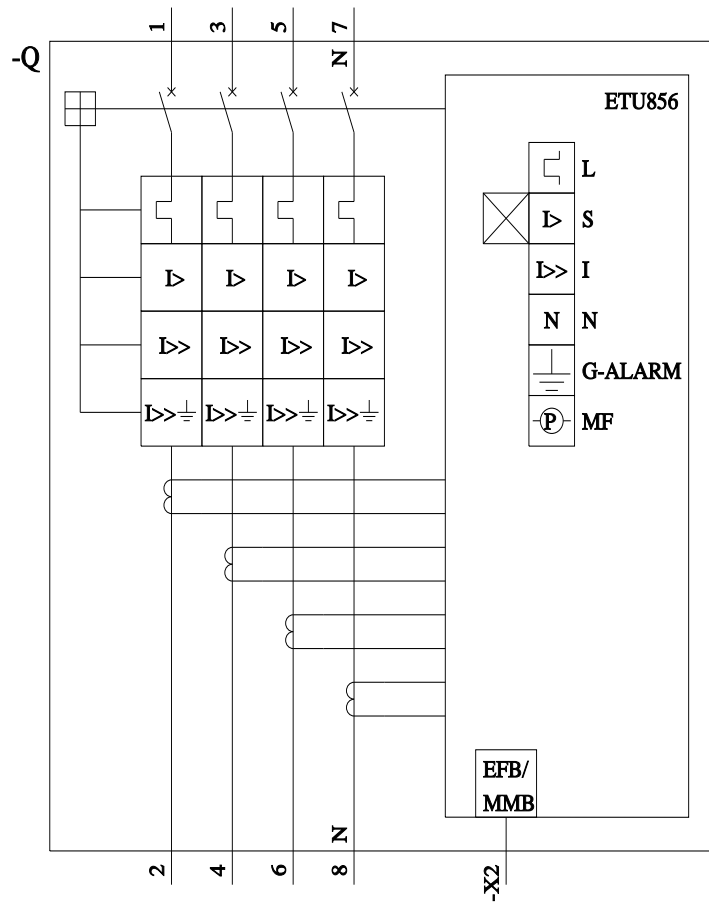 1 3 5 7
N
-Q
ETU856
L
I> S
I> I> I> I>
I>> I
I>> I>> I>> I>>
N N
I>> I>> I>> I>>
G-ALARM
P MF
EFB/
MMB
N
2 4 6 8
-X2